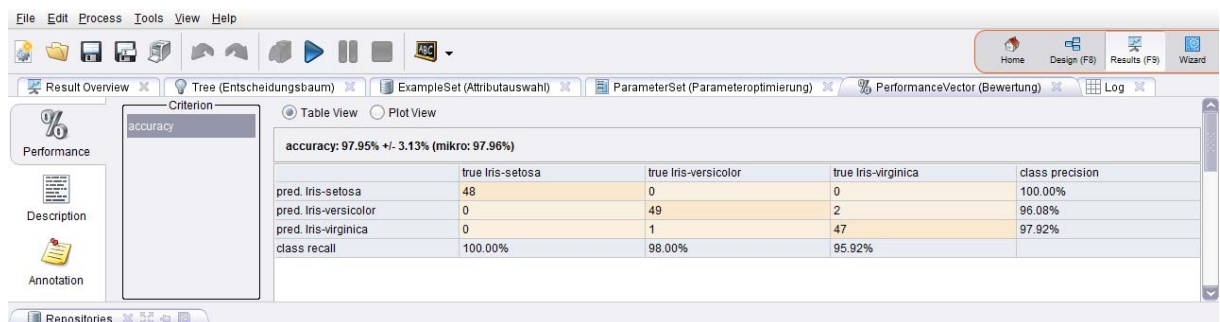 File Edit Process Tools View Help
ABC
Home Design (F8) Results (F9) Wizard
Result Overview Tree (Entscheidungsbaum) ExampleSet (Attributauswahl) ParameterSet (Parameteroptimierung) % PerformanceVector (Bewertung) Log
Criterion
accuracy
%
Performance
Description
Annotation
Table View Plot View
accuracy: 97.95% +/- 3.13% (mikro: 97.96%)
true Iris-setosa true Iris-versicolor true Iris-virginica class precision
pred. Iris-setosa 48 0 0 100.00%
pred. Iris-versicolor 0 49 2 96.08%
pred. Iris-virginica 0 1 47 97.92%
class recall 100.00% 98.00% 95.92%
Repositories